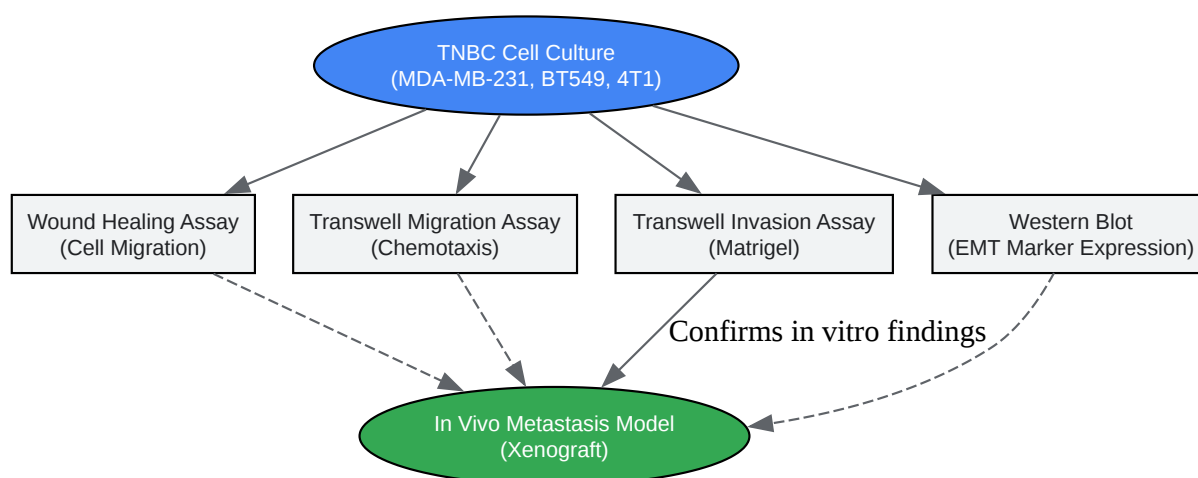 TNBC Cell Culture
(MDA-MB-231, BT549, 4T1)
Wound Healing Assay
(Cell Migration)
Transwell Migration Assay
(Chemotaxis)
Transwell Invasion Assay
(Matrigel)
Western Blot
(EMT Marker Expression)
Confirms in vitro findings
In Vivo Metastasis Model
(Xenograft)